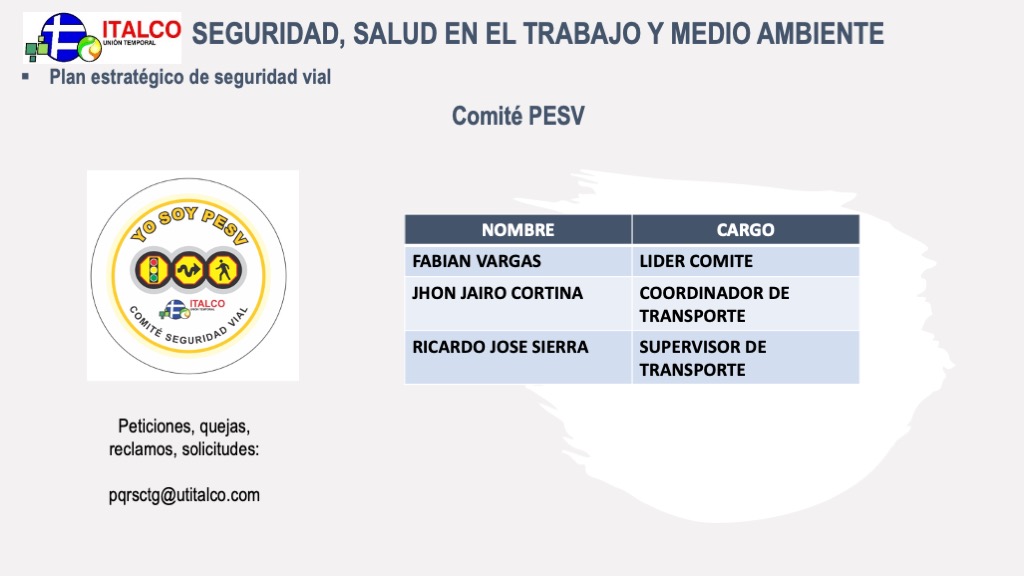 ITALCO
UNIÓN TEMPORAL
SEGURIDAD, SALUD EN EL TRABAJO Y MEDIO AMBIENTE
▪ Plan estratégico de seguridad vial
Comité PESV
YO SOY PESV
ITALCO
UNIÓN TEMPORAL
COMITÉ SEGURIDAD VIAL
NOMBRE CARGO
FABIAN VARGAS LIDER COMITE
JHON JAIRO CORTINA COORDINADOR DE
TRANSPORTE
RICARDO JOSE SIERRA SUPERVISOR DE
TRANSPORTE
Peticiones, quejas,
reclamos, solicitudes:
pqrsctg@utitalco.com